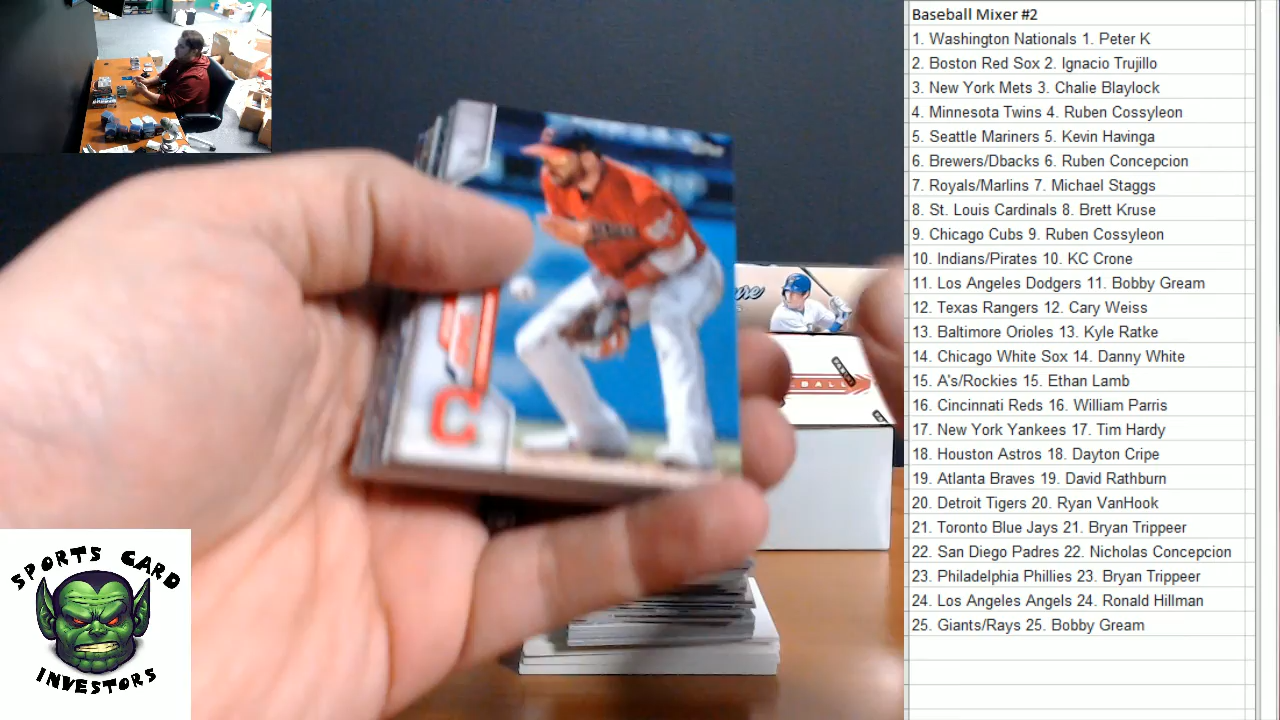 Baseball Mixer #2
1. Washington Nationals 1. Peter K
2. Boston Red Sox 2. Ignacio Trujillo
3. New York Mets 3. Chalie Blaylock
4. Minnesota Twins 4. Ruben Cossyleon
5. Seattle Mariners 5. Kevin Havinga
6. Brewers/Dbacks 6. Ruben Concepcion
7. Royals/Marlins 7. Michael Staggs
8. St. Louis Cardinals 8. Brett Kruse
9. Chicago Cubs 9. Ruben Cossyleon
10. Indians/Pirates 10. KC Crone
11. Los Angeles Dodgers 11. Bobby Gream
12. Texas Rangers 12. Cary Weiss
13. Baltimore Orioles 13. Kyle Ratke
14. Chicago White Sox 14. Danny White
15. A's/Rockies 15. Ethan Lamb
16. Cincinnati Reds 16. William Parris
17. New York Yankees 17. Tim Hardy
18. Houston Astros 18. Dayton Cripe
19. Atlanta Braves 19. David Rathburn
20. Detroit Tigers 20. Ryan VanHook
21. Toronto Blue Jays 21. Bryan Trippeer
22. San Diego Padres 22. Nicholas Concepcion
23. Philadelphia Phillies 23. Bryan Trippeer
24. Los Angeles Angels 24. Ronald Hillman
25. Giants/Rays 25. Bobby Gream
C
SPORTS CARD
INVESTORS